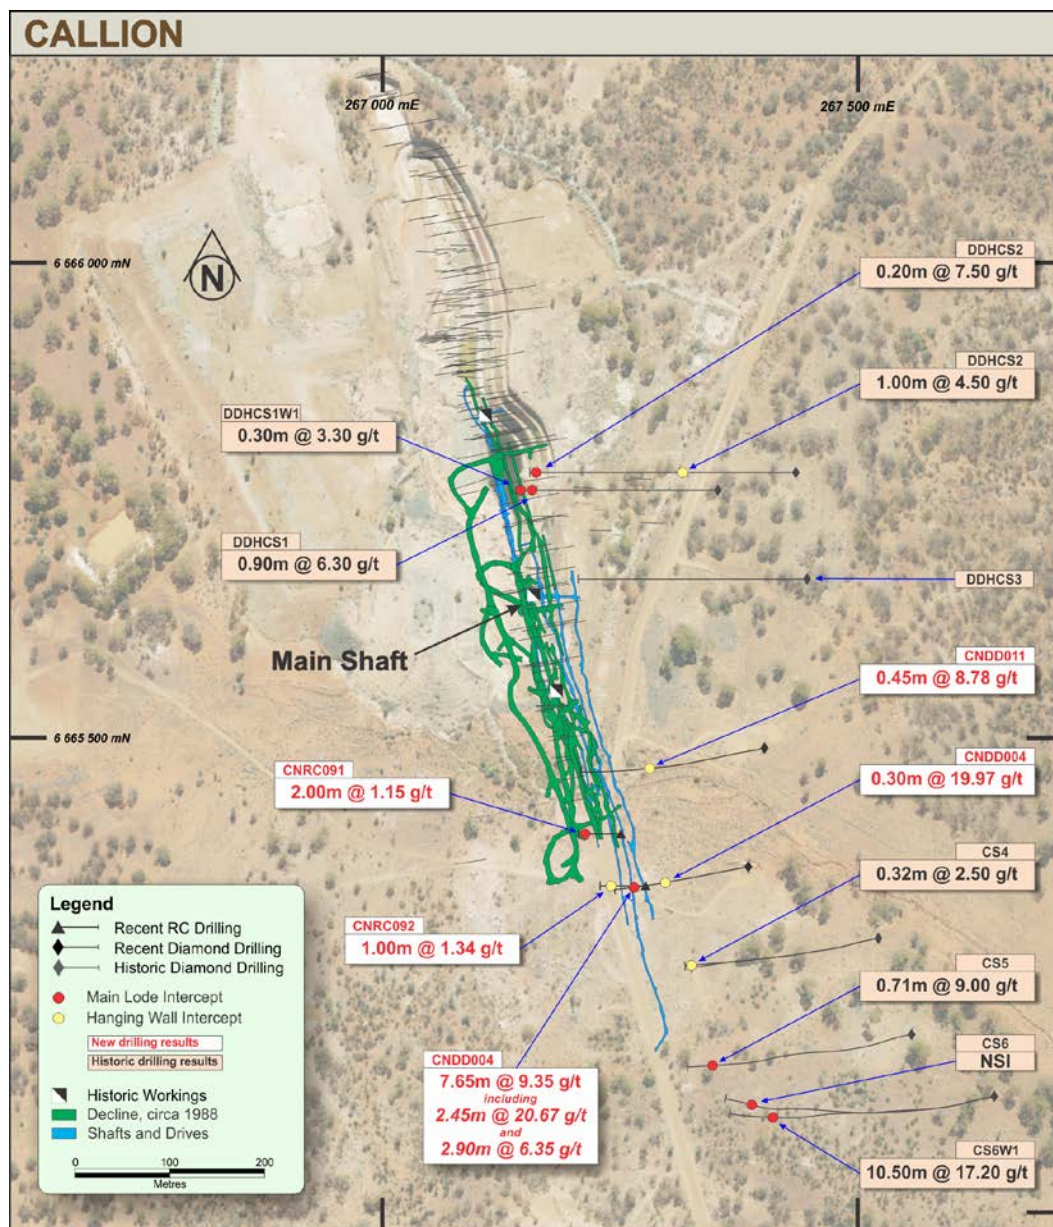 CALLION
267 000 mE
267 500 mE
6 666 000 mN
N
DDHCS2
0.20m @ 7.50 g/t
DDHCS2
1.00m @ 4.50 g/t
DDHCS1W1
0.30m @ 3.30 g/t
DDHCS1
0.90m @ 6.30 g/t
DDHCS3
Main Shaft
CNDD011
0.45m @ 8.78 g/t
6 665 500 mN
CNDD004
0.30m @ 19.97 g/t
CNRC091
2.00m @ 1.15 g/t
CS4
0.32m @ 2.50 g/t
CNRC092
1.00m @ 1.34 g/t
CS5
0.71m @ 9.00 g/t
CS6
NSI
CNDD004
7.65m @ 9.35 g/t
including
2.45m @ 20.67 g/t
and
2.90m @ 6.35 g/t
CS6W1
10.50m @ 17.20 g/t
Legend
Recent RC Drilling
Recent Diamond Drilling
Historic Diamond Drilling
Main Lode Intercept
Hanging Wall Intercept
New drilling results
Historic drilling results
Historic Workings
Decline, circa 1988
Shafts and Drives
0 100 200
Metres